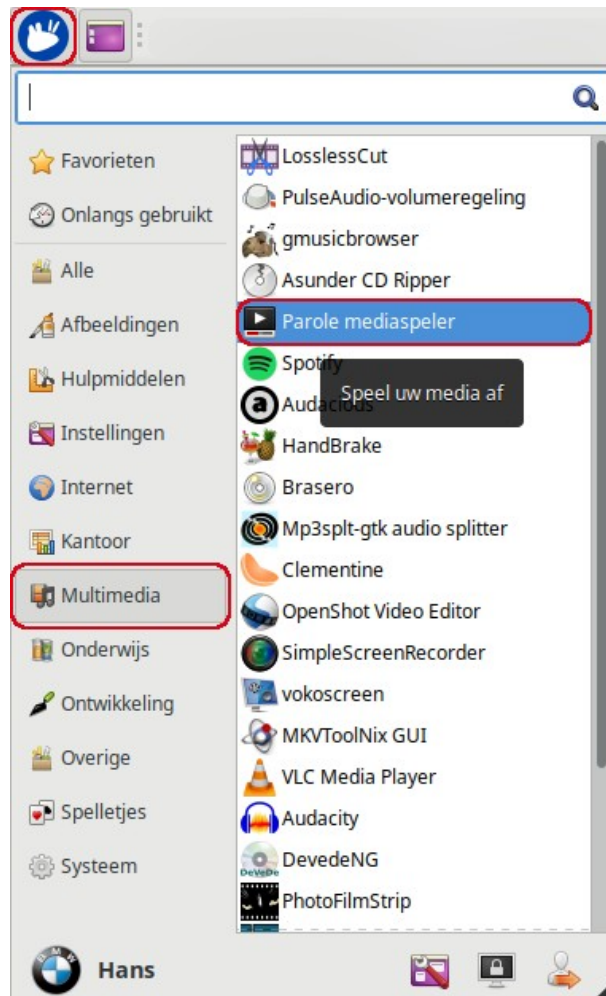 Favorieten
Onlangs gebruikt
Alle
Afbeeldingen
Hulpmiddelen
Instellingen
Internet
Kantoor
Multimedia
Onderwijs
Ontwikkeling
Overige
Spelletjes
Systeem
LosslessCut
PulseAudio-volumeregeling
gmusicbrowser
Asunder CD Ripper
Parole mediaspeler
Spotify
Speel uw media af
Audacious
HandBrake
Brasero
Mp3splt-gtk audio splitter
Clementine
OpenShot Video Editor
SimpleScreenRecorder
vokoscreen
MKVToolNix GUI
VLC Media Player
Audacity
DeVeDe
DevedeNG
PhotoFilmStrip
BMW
Hans